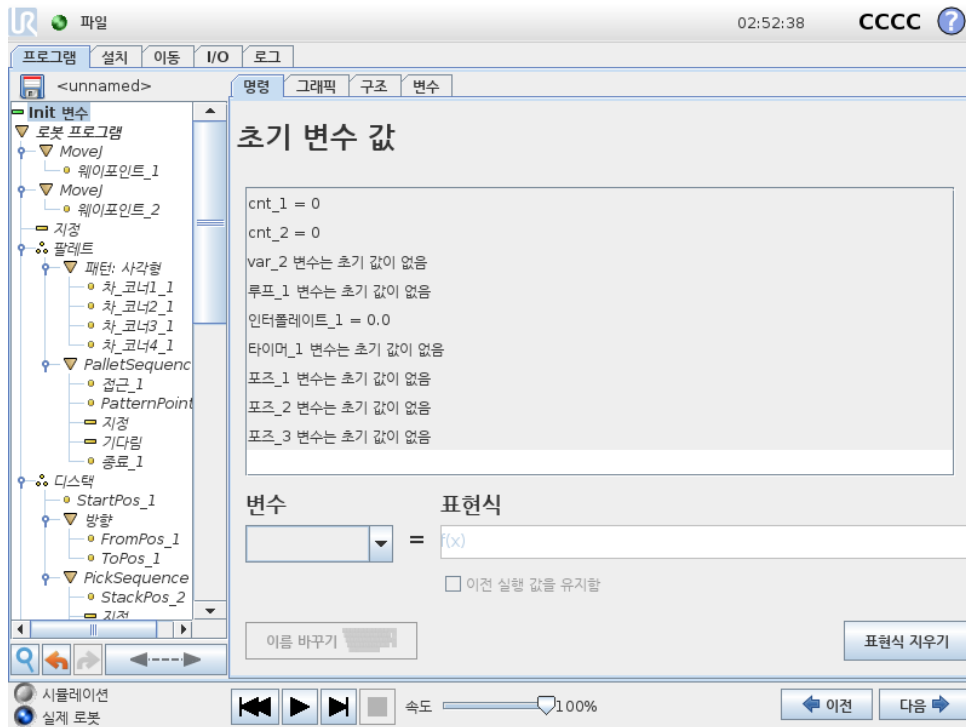 UR 파일 02:52:38 CCCC ?
프로그램 설치 이동 I/O 로그
<unnamed>
명령 그래픽 구조 변수
Init 변수
로봇 프로그램
MoveJ
웨이포인트_1
MoveJ
웨이포인트_2
지정
팔레트
패턴: 사각형
차_코너1_1
차_코너2_1
차_코너3_1
차_코너4_1
PalletSequenc
접근_1
PatternPoint
지정
기다림
종료_1
디스택
StartPos_1
방향
FromPos_1
ToPos_1
PickSequence
StackPos_2
지정
초기 변수 값
cnt_1 = 0
cnt_2 = 0
var_2 변수는 초기 값이 없음
루프_1 변수는 초기 값이 없음
인터폴레이트_1 = 0.0
타이머_1 변수는 초기 값이 없음
포즈_1 변수는 초기 값이 없음
포즈_2 변수는 초기 값이 없음
포즈_3 변수는 초기 값이 없음
변수 표현식
= f(x)
이전 실행 값을 유지함
이름 바꾸기
표현식 지우기
시뮬레이션
실제 로봇
속도 100%
이전 다음